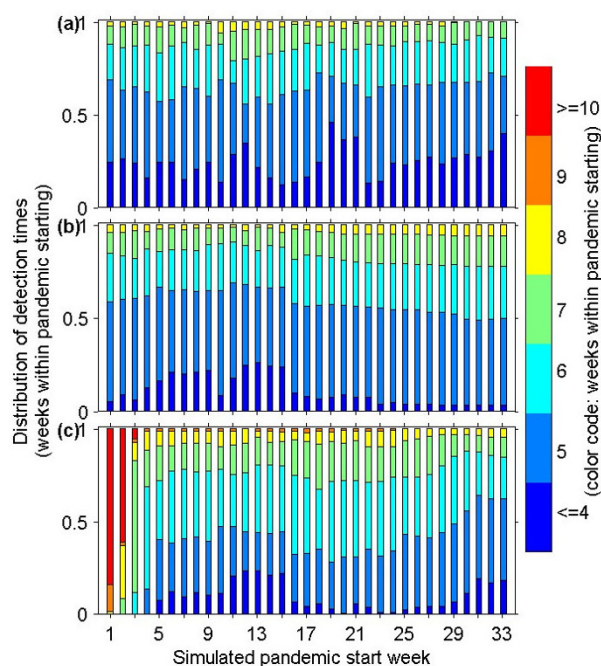 (a)1
0.5
0
(b)1
0.5
0
(c)1
0.5
0
1 5 9 13 17 21 25 29 33
Simulated pandemic start week
Distribution of detection times
(weeks within pandemic starting)
>=10
9
8
7
6
5
<=4
(color code: weeks within pandemic starting)